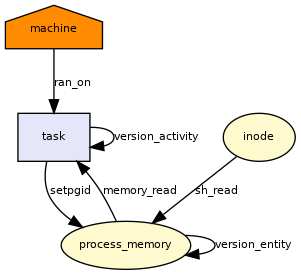 machine
ran_on
task
version_activity
inode
setpgid
memory_read
sh_read
process_memory
version_entity